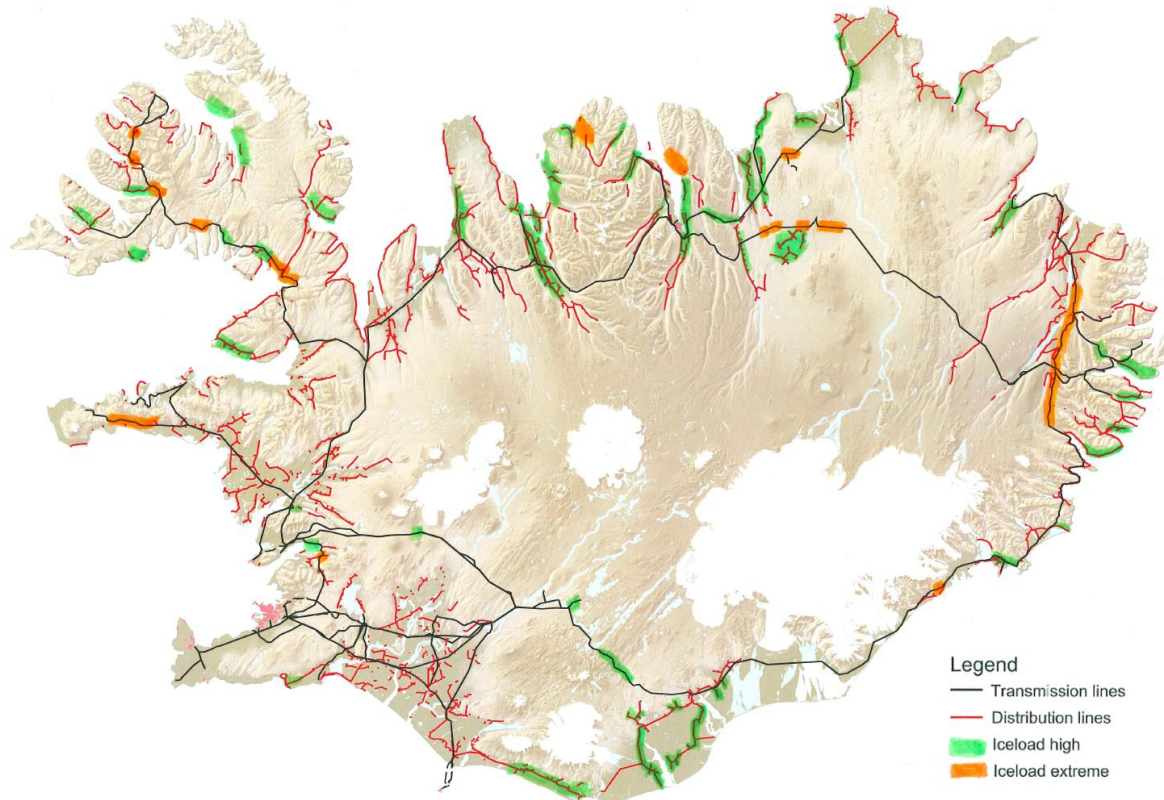 Legend
Transmission lines
Distribution lines
Iceload high
Iceload extreme